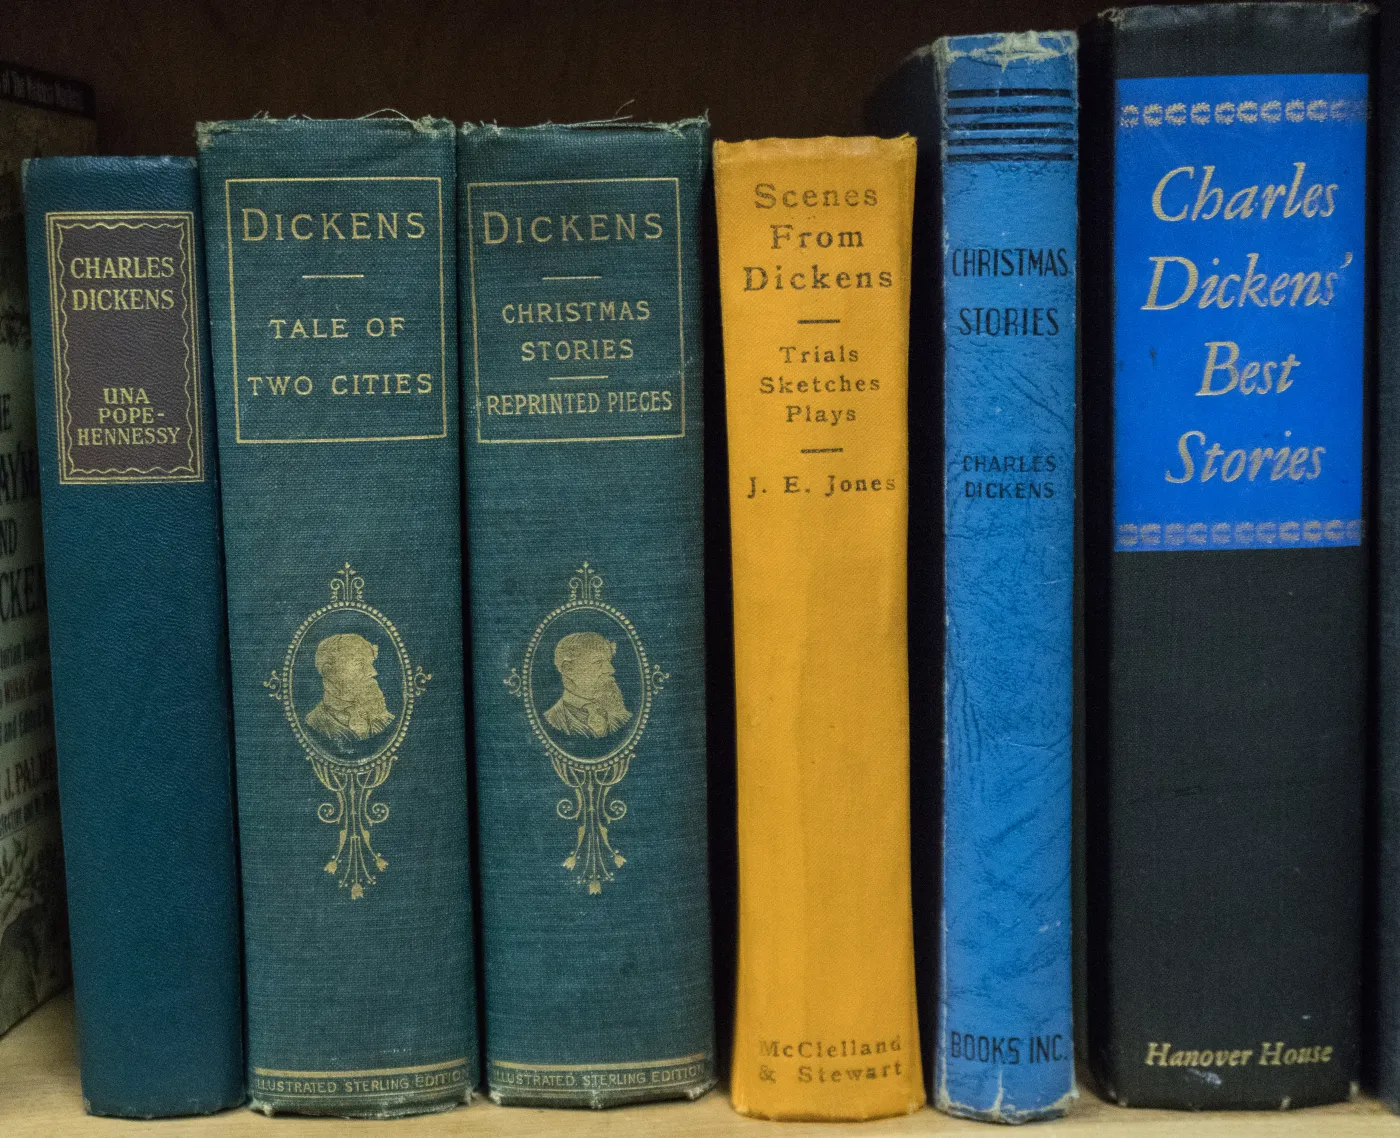 CHARLES
DICKENS
UNA
POPE-
HENNESSY
DICKENS
TALE OF
TWO CITIES
ILLUSTRATED STERLING EDITION
DICKENS
CHRISTMAS
STORIES
REPRINTED PIECES
ILLUSTRATED STERLING EDITION
Scenes
From
Dickens
Trials
Sketches
Plays
J. E. Jones
McClelland
& Stewart
CHRISTMAS
STORIES
CHARLES
DICKENS
BOOKS INC.
Charles
Dickens'
Best
Stories
Hanover House